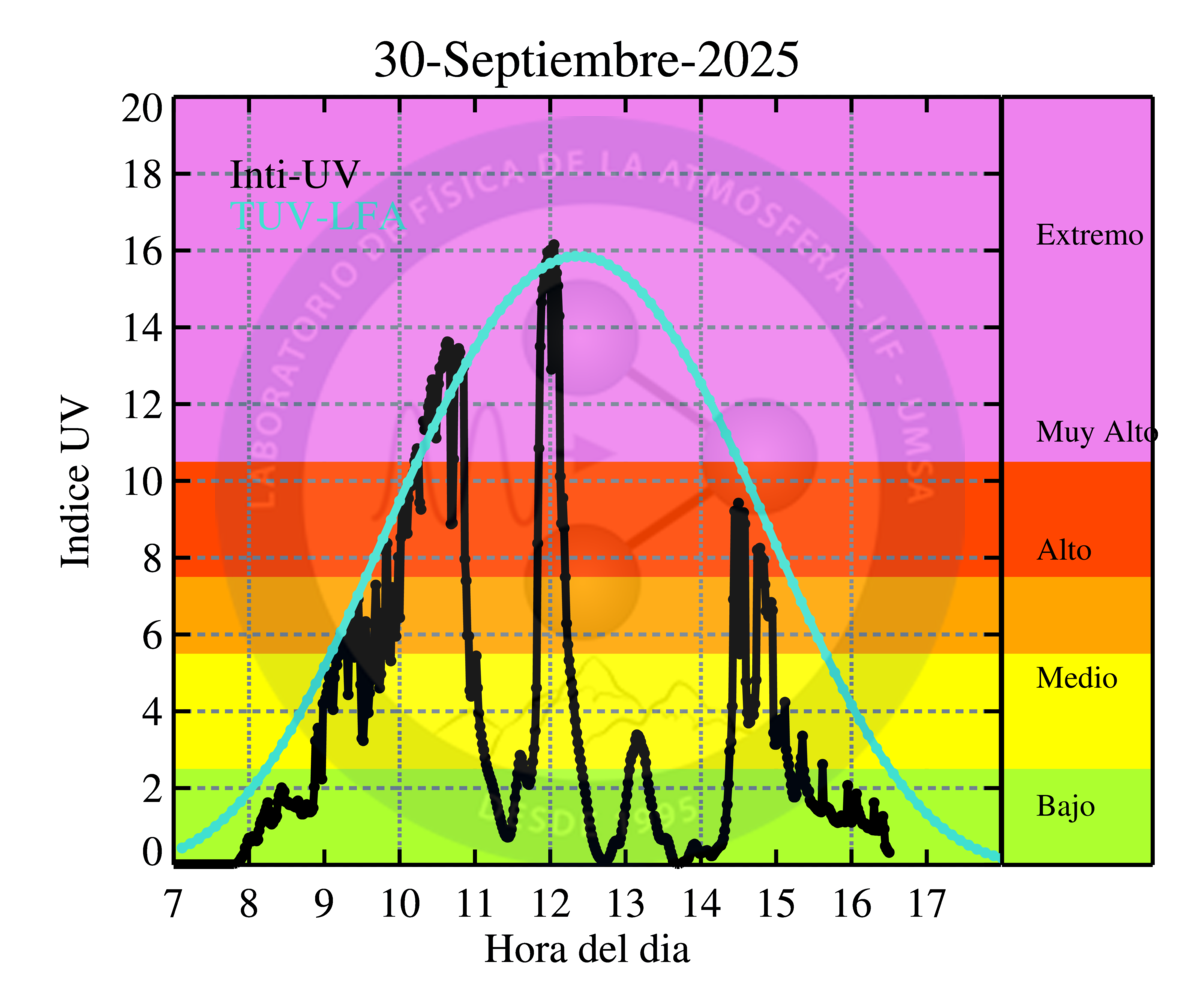 30-Septiembre-2025
20
18
16
14
12
10
8
6
4
2
0
Indice UV
Inti-UV
TUV-LFA
LABORATORIO DE FÍSICA DE LA ATMÓSFERA - IIF - UMSA
DESDE 1995
Extremo
Muy Alto
Alto
Medio
Bajo
7 8 9 10 11 12 13 14 15 16 17
Hora del dia